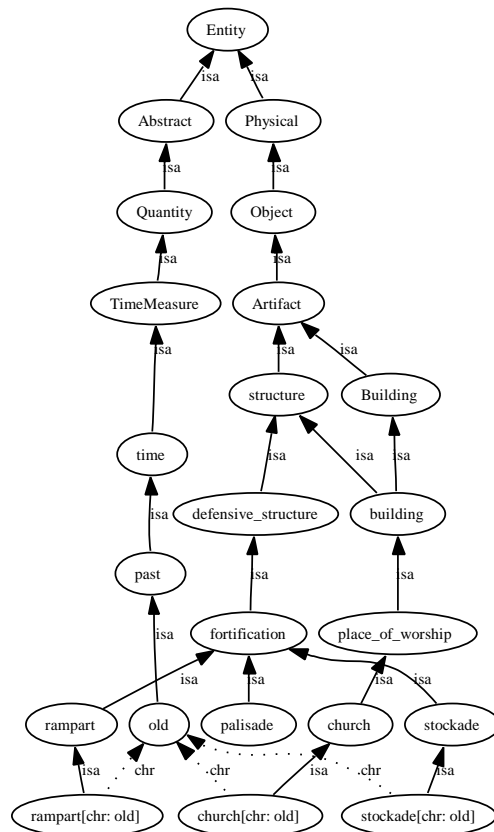 Entity
isa isa
Abstract Physical
isa isa
Quantity Object
isa isa
TimeMeasure Artifact
isa isa isa
structure Building
time isa isa isa
defensive_structure building
isa
past isa isa
isa fortification place_of_worship
isa isa isa isa
rampart old palisade church stockade
isa chr chr isa chr isa
rampart[chr: old] church[chr: old] stockade[chr: old]